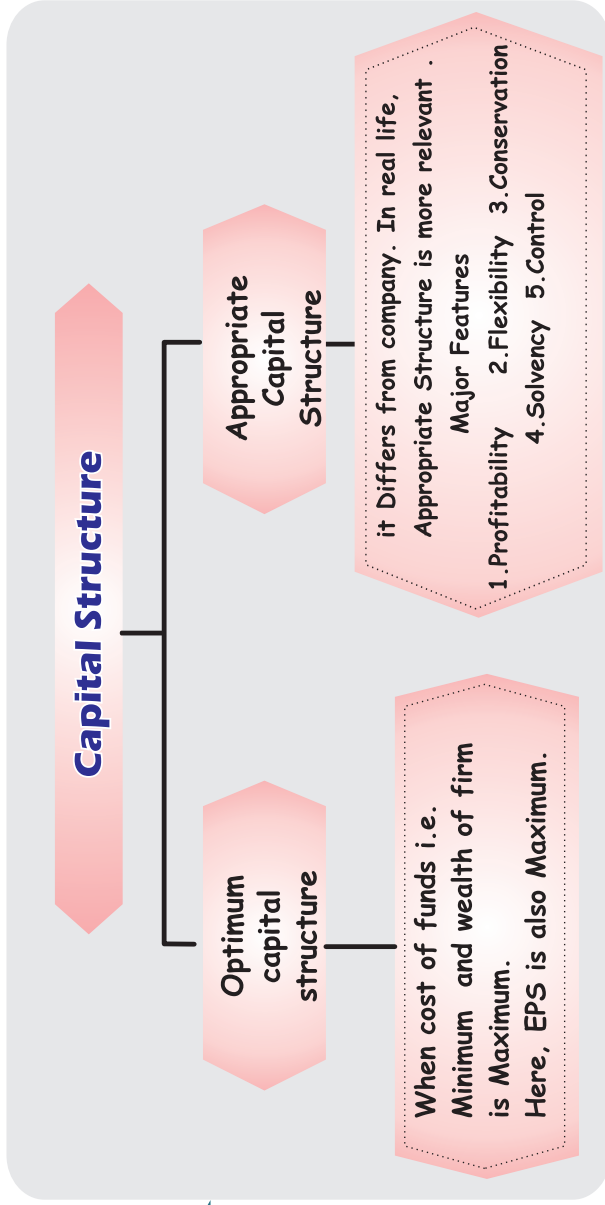 Capital Structure
Optimum
capital
structure
When cost of funds i.e.
Minimum and wealth of firm
is Maximum.
Here, EPS is also Maximum.
Appropriate
Capital
Structure
it Differs from company. In real life,
Appropriate Structure is more relevant .
Major Features
1.Profitability 2.Flexibility 3.Conservation
4.Solvency 5.Control